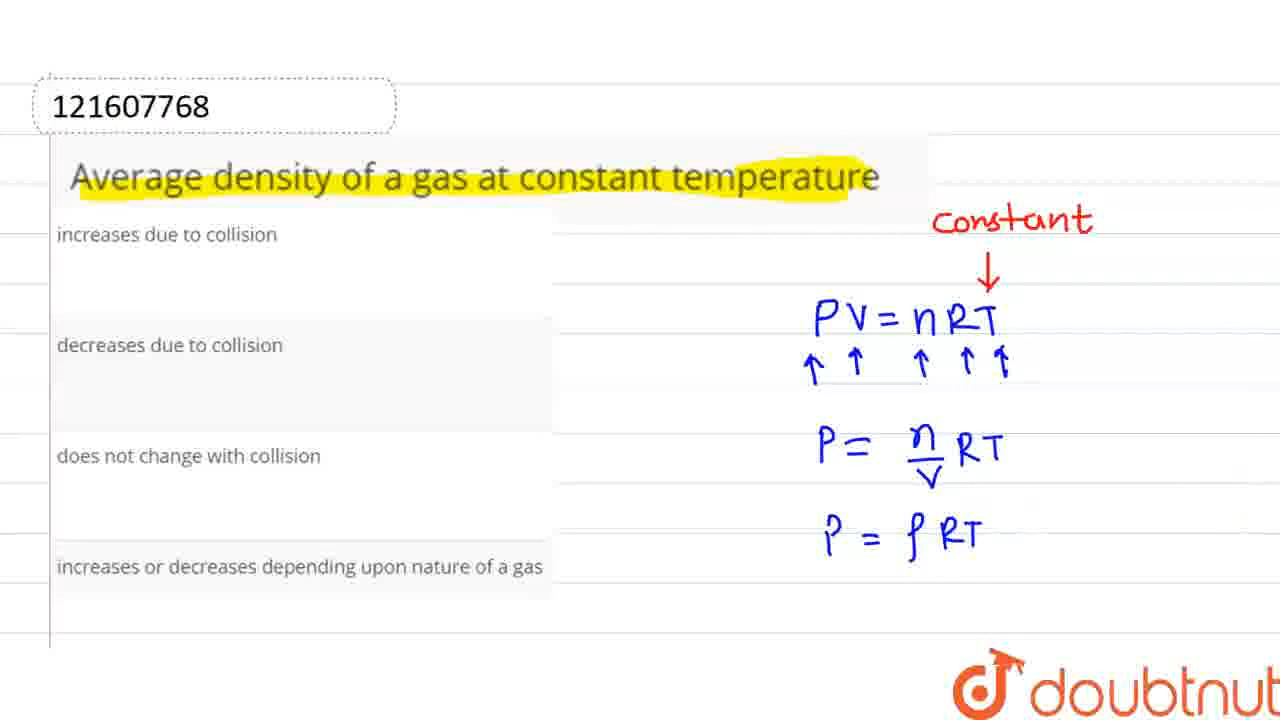 121607768
Average density of a gas at constant temperature
increases due to collision
decreases due to collision
does not change with collision
increases or decreases depending upon nature of a gas
constant
↓
PV = nRT
↑ ↑ ↑ ↑ ↑
P = n/V RT
P = ρRT
doubtnut